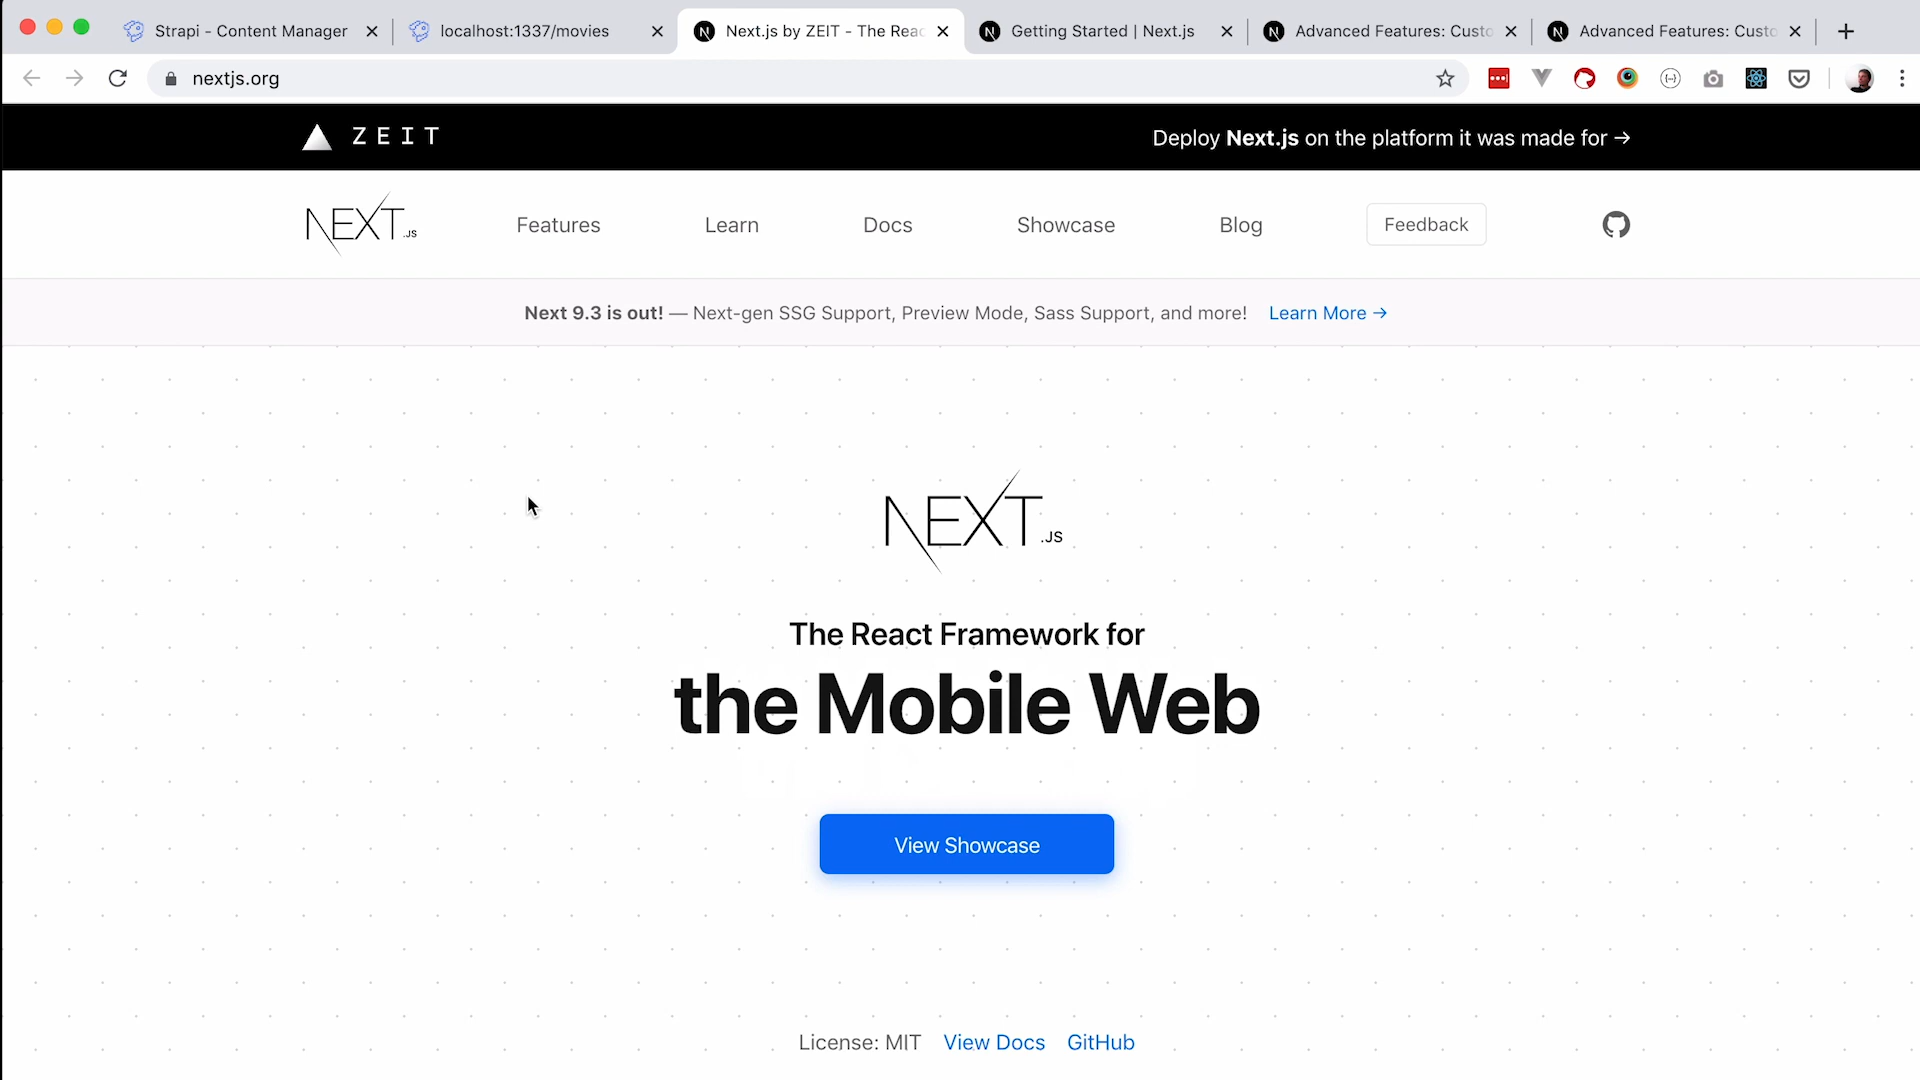 Strapi - Content Manager
localhost:1337/movies
Next.js by ZEIT - The Reac
Getting Started | Next.js
Advanced Features: Custo
Advanced Features: Custo
nextjs.org
ZEIT
Deploy Next.js on the platform it was made for →
NEXT.JS
Features
Learn
Docs
Showcase
Blog
Feedback
Next 9.3 is out! — Next-gen SSG Support, Preview Mode, Sass Support, and more! Learn More →
NEXT.JS
The React Framework for
the Mobile Web
View Showcase
License: MIT View Docs GitHub